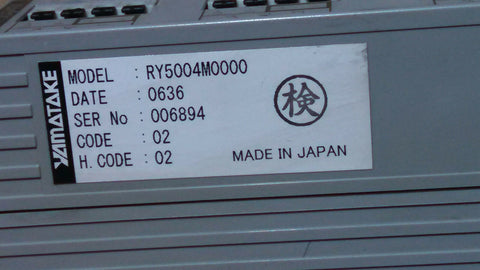 YAMATAKE
MODEL : RY5004M0000
DATE : 0636
SER No : 006894
CODE : 02
H. CODE : 02
検
MADE IN JAPAN